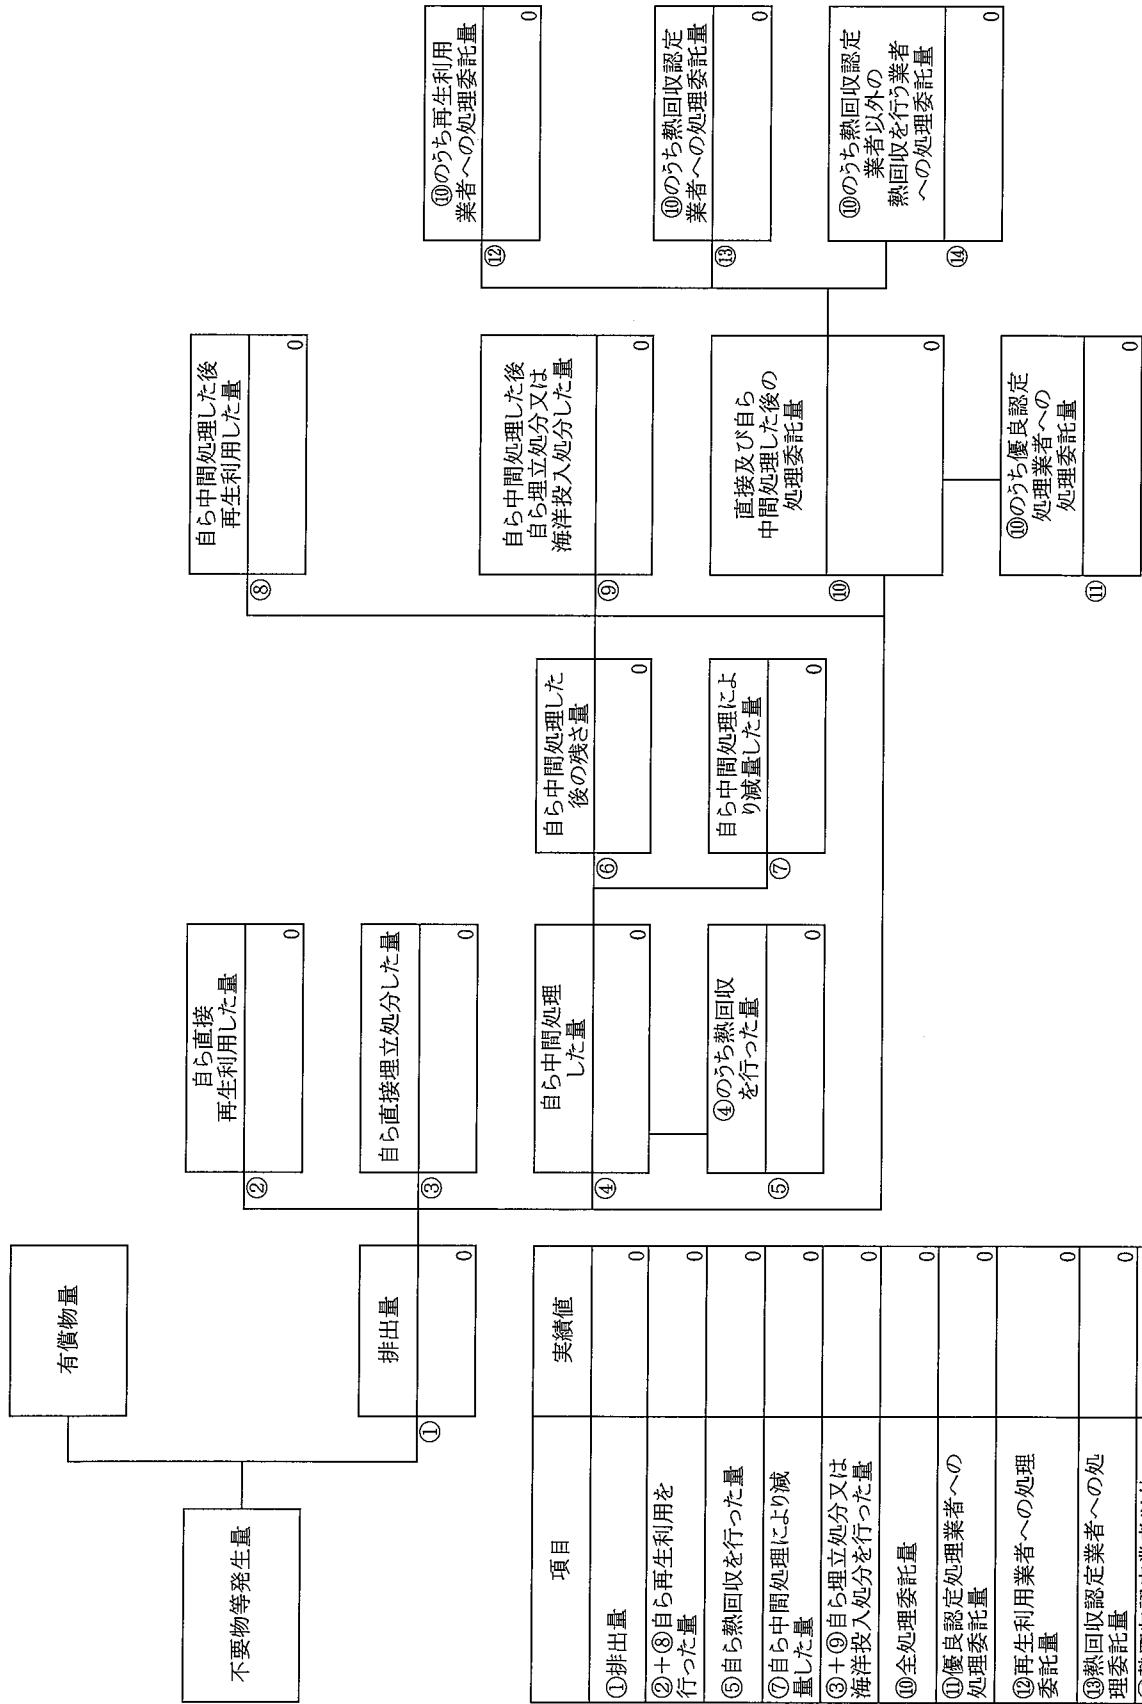 不要物等発生量
有償物量
①
排出量
0
②
自ら直接
再生利用した量
0
③
自ら直接埋立処分した量
0
④
自ら中間処理
した量
0
⑤
④のうち熱回収
を行った量
0
⑥
自ら中間処理した
後の残さ量
0
⑦
自ら中間処理によ
り減量した量
0
⑧
自ら中間処理した後
再生利用した量
0
⑨
自ら中間処理した後
自ら埋立処分又は
海洋投入処分した量
0
⑩
直接及び自ら
中間処理した後の
処理委託量
0
⑪
⑩のうち優良認定
処理業者への
処理委託量
0
⑫
⑩のうち再生利用
業者への処理委託量
0
⑬
⑩のうち熱回収認定
業者への処理委託量
0
⑭
⑩のうち熱回収認定
業者以外の
熱回収を行う業者
への処理委託量
0
項目
実績値
①排出量
0
②+⑧自ら再生利用を
行った量
0
⑤自ら熱回収を行った量
0
⑦自ら中間処理により減
量した量
0
③+⑨自ら埋立処分又は
海洋投入処分を行った量
0
⑩全処理委託量
0
⑪優良認定処理業者への
処理委託量
0
⑫再生利用業者への処理
委託量
0
⑬熱回収認定業者への処
理委託量
0